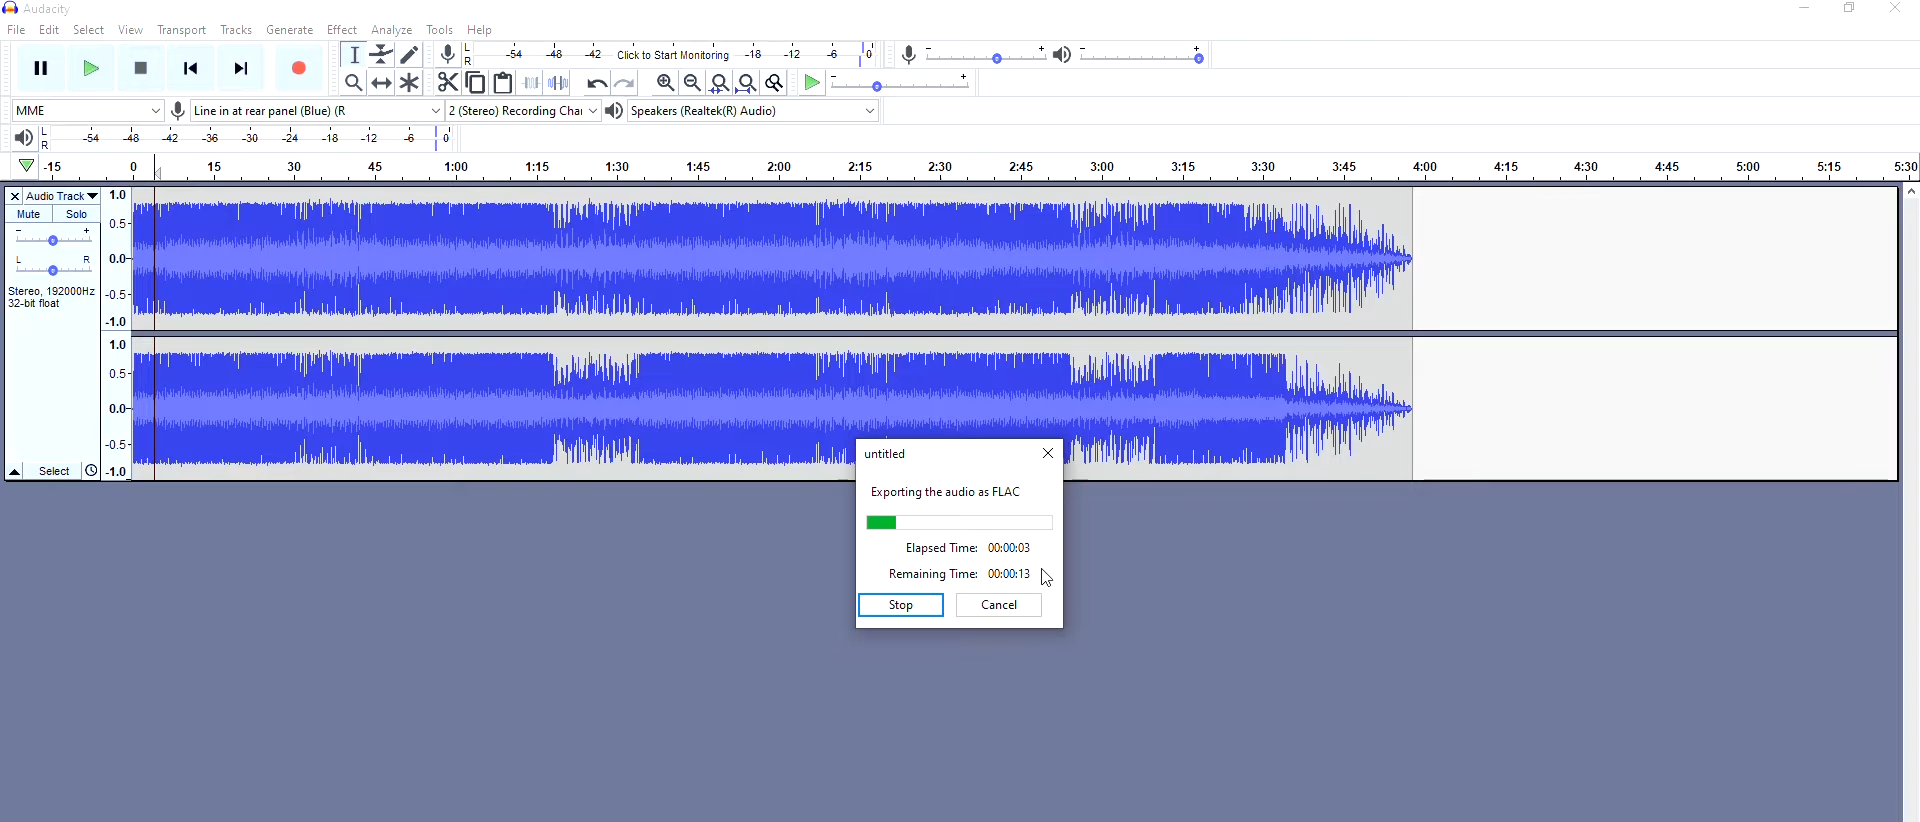 Audacity
File Edit Select View Transport Tracks Generate Effect Analyze Tools Help
L R -54 -48 -42 Click to Start Monitoring -18 -12 -6 0 - + - +
- +
MME Line in at rear panel (Blue) (R 2 (Stereo) Recording Chai Speakers (Realtek(R) Audio)
L R -54 -48 -42 -36 -30 -24 -18 -12 -6 0
-15 0 15 30 45 1:00 1:15 1:30 1:45 2:00 2:15 2:30 2:45 3:00 3:15 3:30 3:45 4:00 4:15 4:30 4:45 5:00 5:15 5:30
Audio Track 1.0
Mute Solo 0.5
- +
L R 0.0
Stereo, 192000Hz -0.5
32-bit float
-1.0
1.0
0.5
0.0
-0.5
Select -1.0
untitled
Exporting the audio as FLAC
Elapsed Time: 00:00:03
Remaining Time: 00:00:13
Stop Cancel